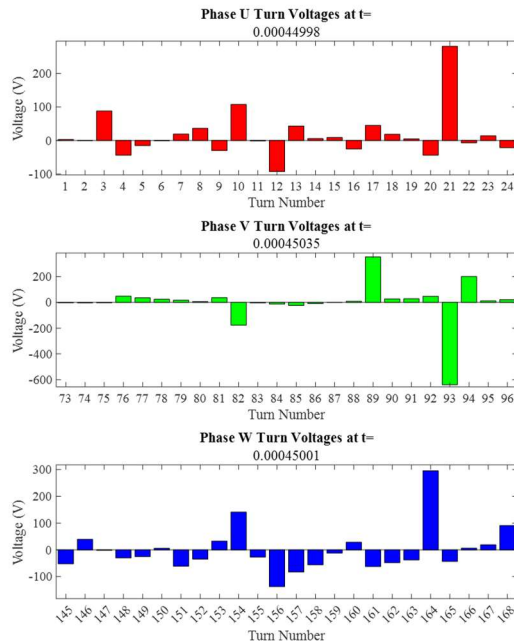 Phase U Turn Voltages at t=
0.00044998
Voltage (V)
200
100
0
-100
1 2 3 4 5 6 7 8 9 10 11 12 13 14 15 16 17 18 19 20 21 22 23 24
Turn Number
Phase V Turn Voltages at t=
0.00045035
Voltage (V)
200
0
-200
-400
-600
73 74 75 76 77 78 79 80 81 82 83 84 85 86 87 88 89 90 91 92 93 94 95 96
Turn Number
Phase W Turn Voltages at t=
0.00045001
Voltage (V)
300
200
100
0
-100
145 146 147 148 149 150 151 152 153 154 155 156 157 158 159 160 161 162 163 164 165 166 167 168
Turn Number